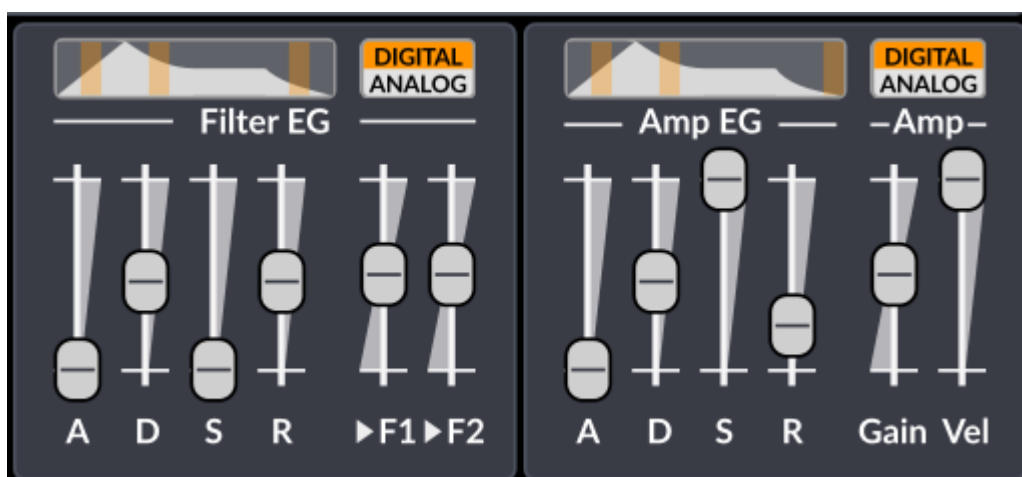 DIGITAL
ANALOG
Filter EG
A D S R ▶F1 ▶F2
DIGITAL
ANALOG
Amp EG
Amp
A D S R Gain Vel